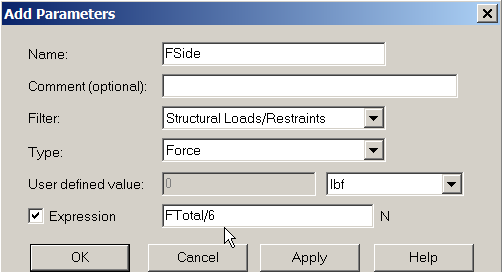 Add Parameters
Name: FSide
Comment (optional):
Filter: Structural Loads/Restraints
Type: Force
User defined value: 0 lbf
Expression FTotal/6 N
OK Cancel Apply Help